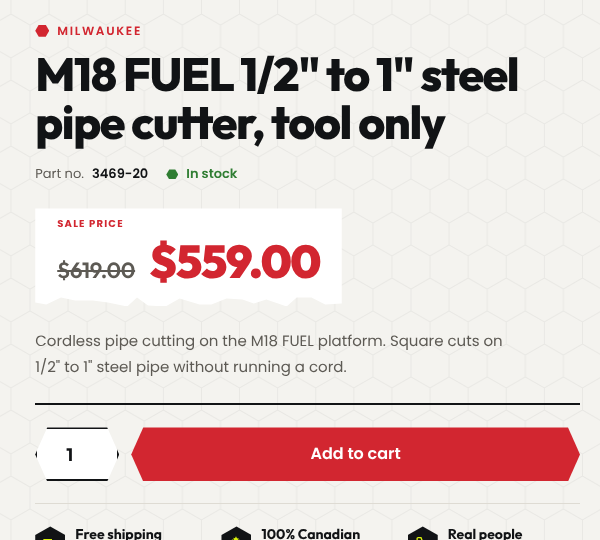 MILWAUKEE
M18 FUEL 1/2" to 1" steel
pipe cutter, tool only
Part no. 3469-20 In stock
SALE PRICE
$619.00 $559.00
Cordless pipe cutting on the M18 FUEL platform. Square cuts on
1/2" to 1" steel pipe without running a cord.
1 Add to cart
Free shipping 100% Canadian Real people